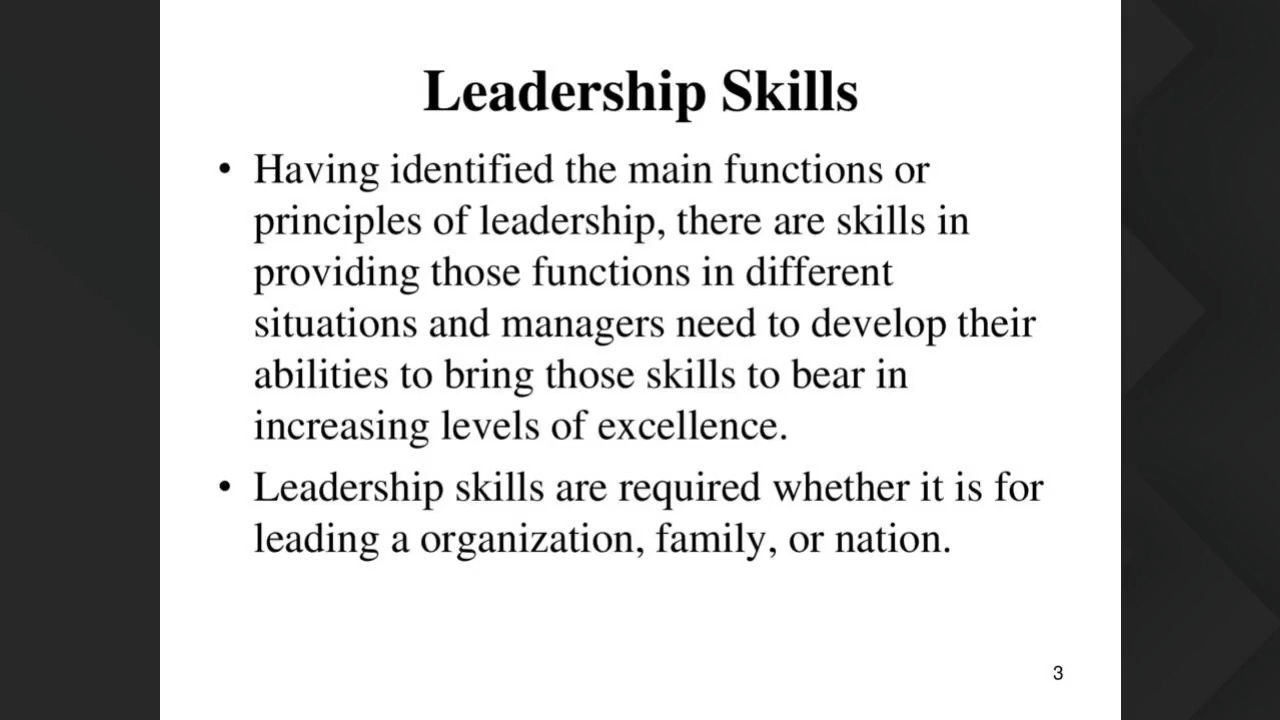 Leadership Skills
• Having identified the main functions or
principles of leadership, there are skills in
providing those functions in different
situations and managers need to develop their
abilities to bring those skills to bear in
increasing levels of excellence.
• Leadership skills are required whether it is for
leading a organization, family, or nation.
3